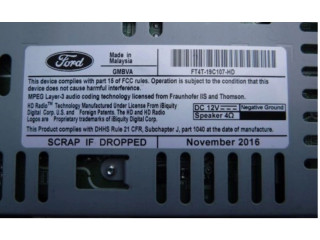 Ford
Made in
Malaysia
GMBVA
FT4T-19C107-HD
This device complies with part 15 of FCC rules. Operation is subject to the condition that this
device does not cause harmful interference.
MPEG Layer-3 audio coding technology licensed from Fraunhofer IIS and Thomson.
HD Radio™ Technology Manufactured Under License From iBiquity
Digital Corp. U.S. and Foreign Patents. The HD and HD Radio
Logos are Proprietary trademarks of iBiquity Digital Corp.
DC 12V Negative Ground
Speaker 4Ω
This Product complies with DHHS Rule 21 CFR, Subchapter J, part 1040 at the date of manufacture.
SCRAP IF DROPPED
November 2016